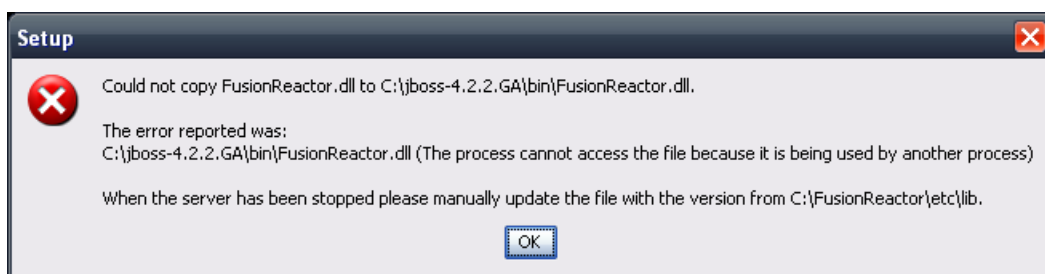 Setup
Could not copy FusionReactor.dll to C:\jboss-4.2.2.GA\bin\FusionReactor.dll.
The error reported was:
C:\jboss-4.2.2.GA\bin\FusionReactor.dll (The process cannot access the file because it is being used by another process)
When the server has been stopped please manually update the file with the version from C:\FusionReactor\etc\lib.
OK